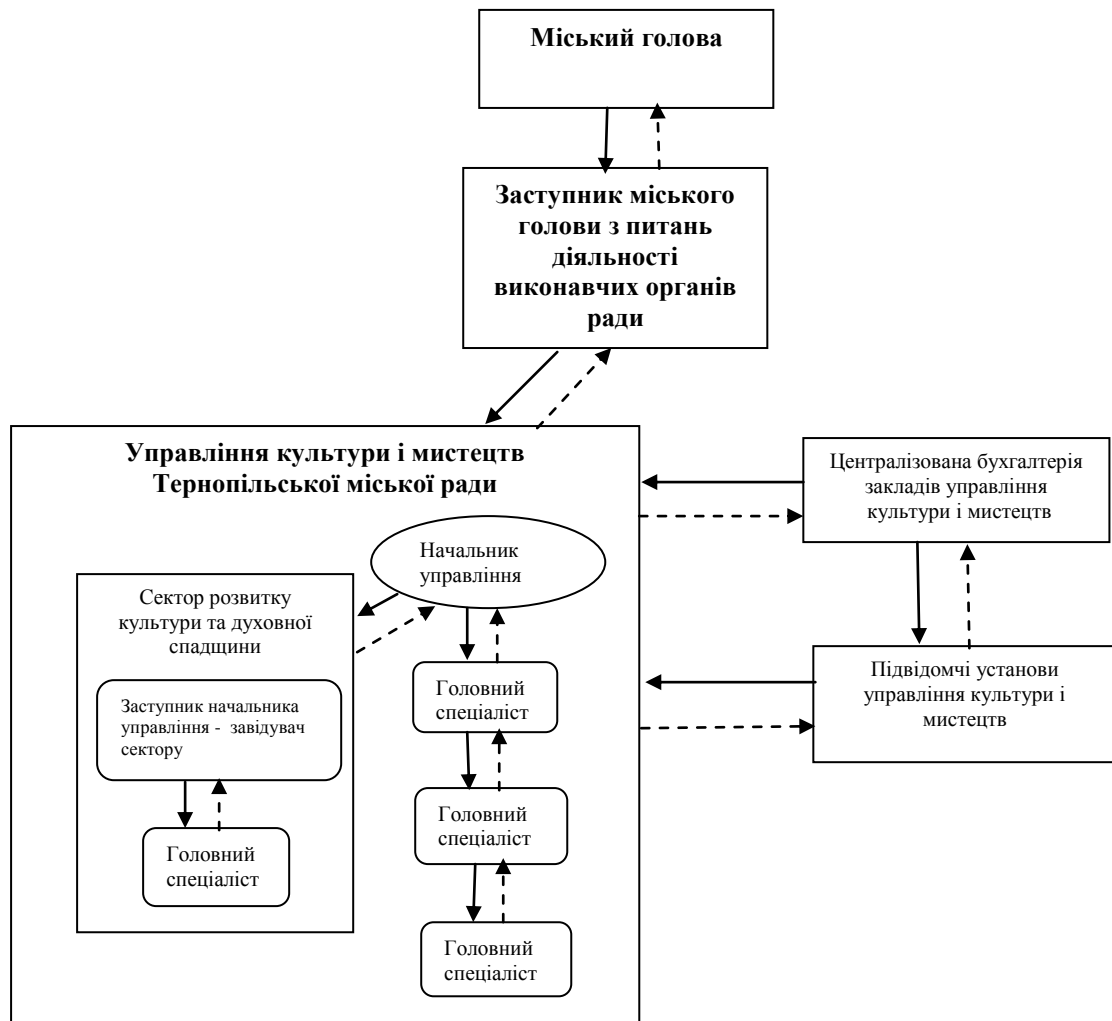 Міський голова
Заступник міського
голови з питань
діяльності
виконавчих органів
ради
Управління культури і мистецтв
Тернопільської міської ради
Централізована бухгалтерія
закладів управління
культури і мистецтв
Начальник
управління
Сектор розвитку
культури та духовної
спадщини
Заступник начальника
управління - завідувач
сектору
Головний
спеціаліст
Головний
спеціаліст
Головний
спеціаліст
Головний
спеціаліст
Підвідомчі установи
управління культури і
мистецтв